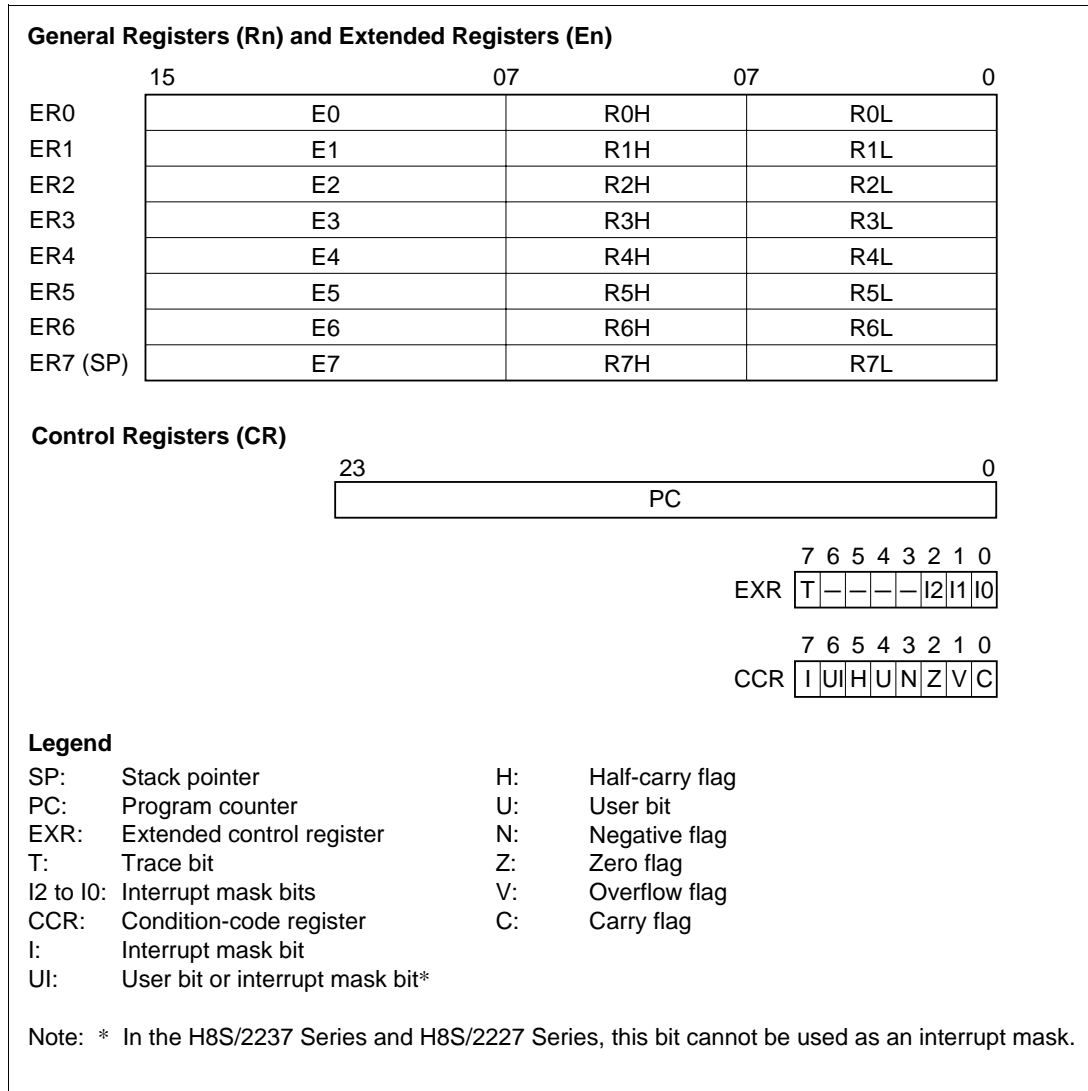 General Registers (Rn) and Extended Registers (En)
15 07 07 0
ER0 E0 R0H R0L
ER1 E1 R1H R1L
ER2 E2 R2H R2L
ER3 E3 R3H R3L
ER4 E4 R4H R4L
ER5 E5 R5H R5L
ER6 E6 R6H R6L
ER7 (SP) E7 R7H R7L
Control Registers (CR)
23 0
PC
7 6 5 4 3 2 1 0
EXR T — — — — I2 I1 I0
7 6 5 4 3 2 1 0
CCR I UI H U N Z V C
Legend
SP: Stack pointer H: Half-carry flag
PC: Program counter U: User bit
EXR: Extended control register N: Negative flag
T: Trace bit Z: Zero flag
I2 to I0: Interrupt mask bits V: Overflow flag
CCR: Condition-code register C: Carry flag
I: Interrupt mask bit
UI: User bit or interrupt mask bit*
Note: * In the H8S/2237 Series and H8S/2227 Series, this bit cannot be used as an interrupt mask.